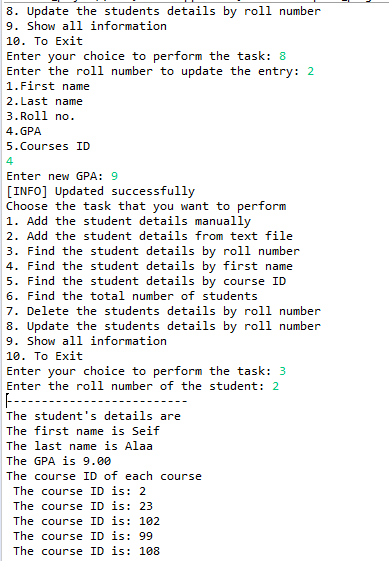 8. Update the students details by roll number
9. Show all information
10. To Exit
Enter your choice to perform the task: 8
Enter the roll number to update the entry: 2
1.First name
2.Last name
3.Roll no.
4.GPA
5.Courses ID
4
Enter new GPA: 9
[INFO] Updated successfully
Choose the task that you want to perform
1. Add the student details manually
2. Add the student details from text file
3. Find the student details by roll number
4. Find the student details by first name
5. Find the student details by course ID
6. Find the total number of students
7. Delete the students details by roll number
8. Update the students details by roll number
9. Show all information
10. To Exit
Enter your choice to perform the task: 3
Enter the roll number of the student: 2
--------------------------
The student's details are
The first name is Seif
The last name is Alaa
The GPA is 9.00
The course ID of each course
The course ID is: 2
The course ID is: 23
The course ID is: 102
The course ID is: 99
The course ID is: 108